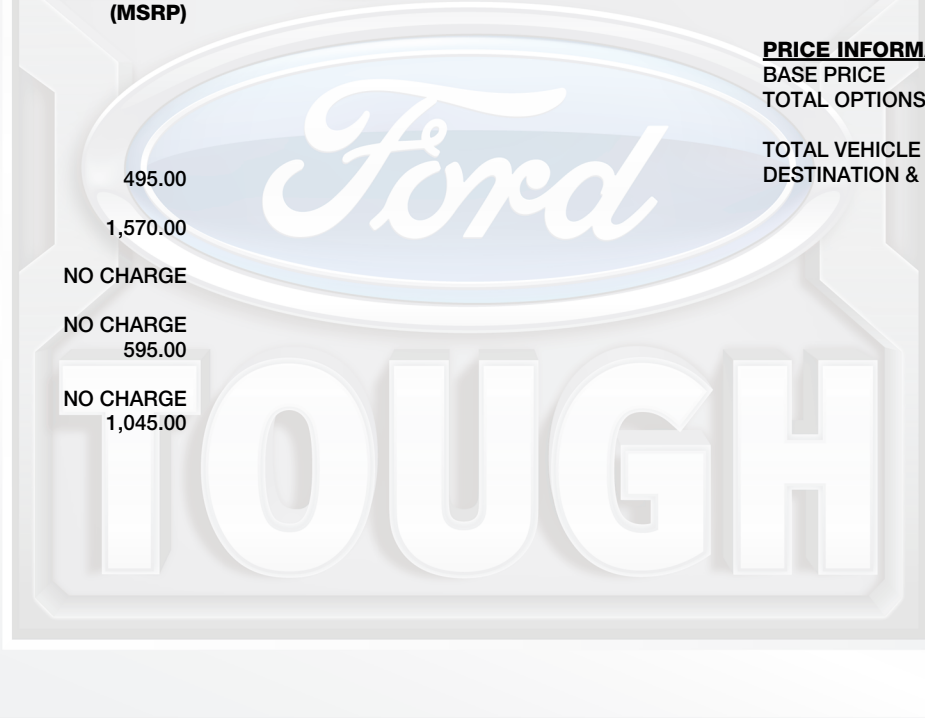 (MSRP)
495.00
1,570.00
NO CHARGE
NO CHARGE
595.00
NO CHARGE
1,045.00
PRICE
BASE PRICE
TOTAL OPTIONS
TOTAL VEHICLE
DESTINATION &
Ford
TOUGH